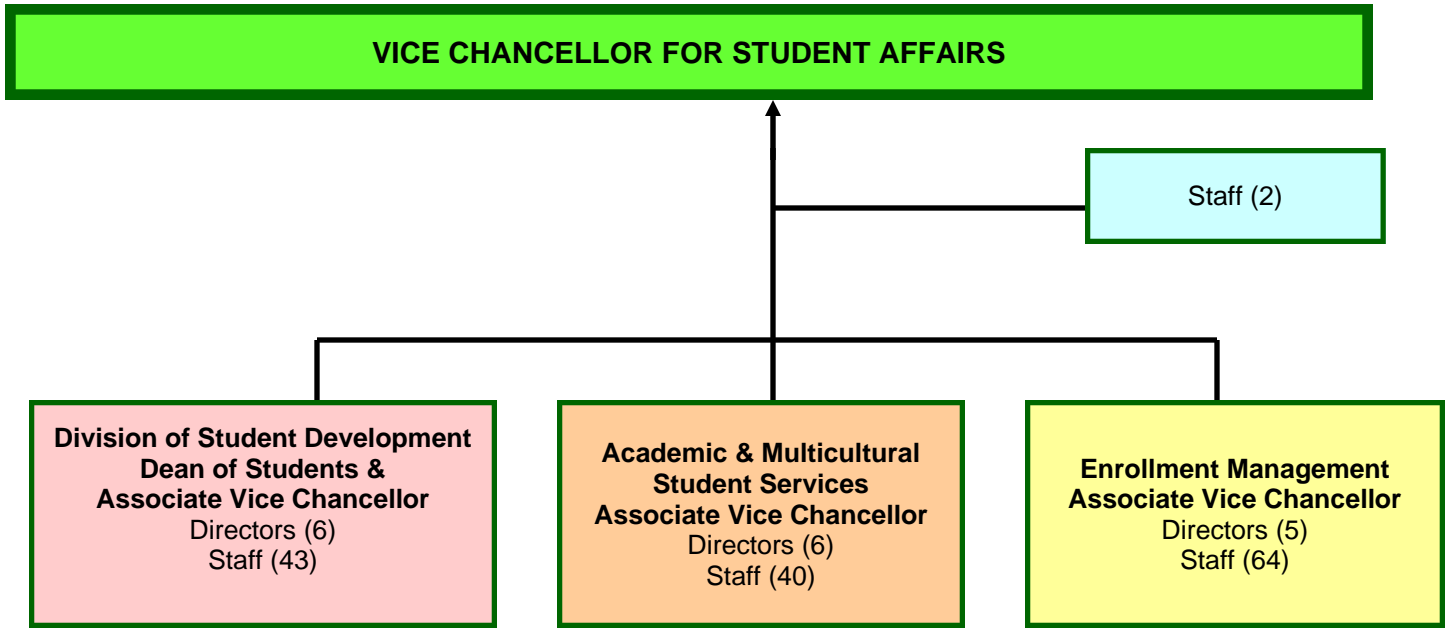 VICE CHANCELLOR FOR STUDENT AFFAIRS
Staff (2)
Division of Student Development
Dean of Students &
Associate Vice Chancellor
Directors (6)
Staff (43)
Academic & Multicultural
Student Services
Associate Vice Chancellor
Directors (6)
Staff (40)
Enrollment Management
Associate Vice Chancellor
Directors (5)
Staff (64)